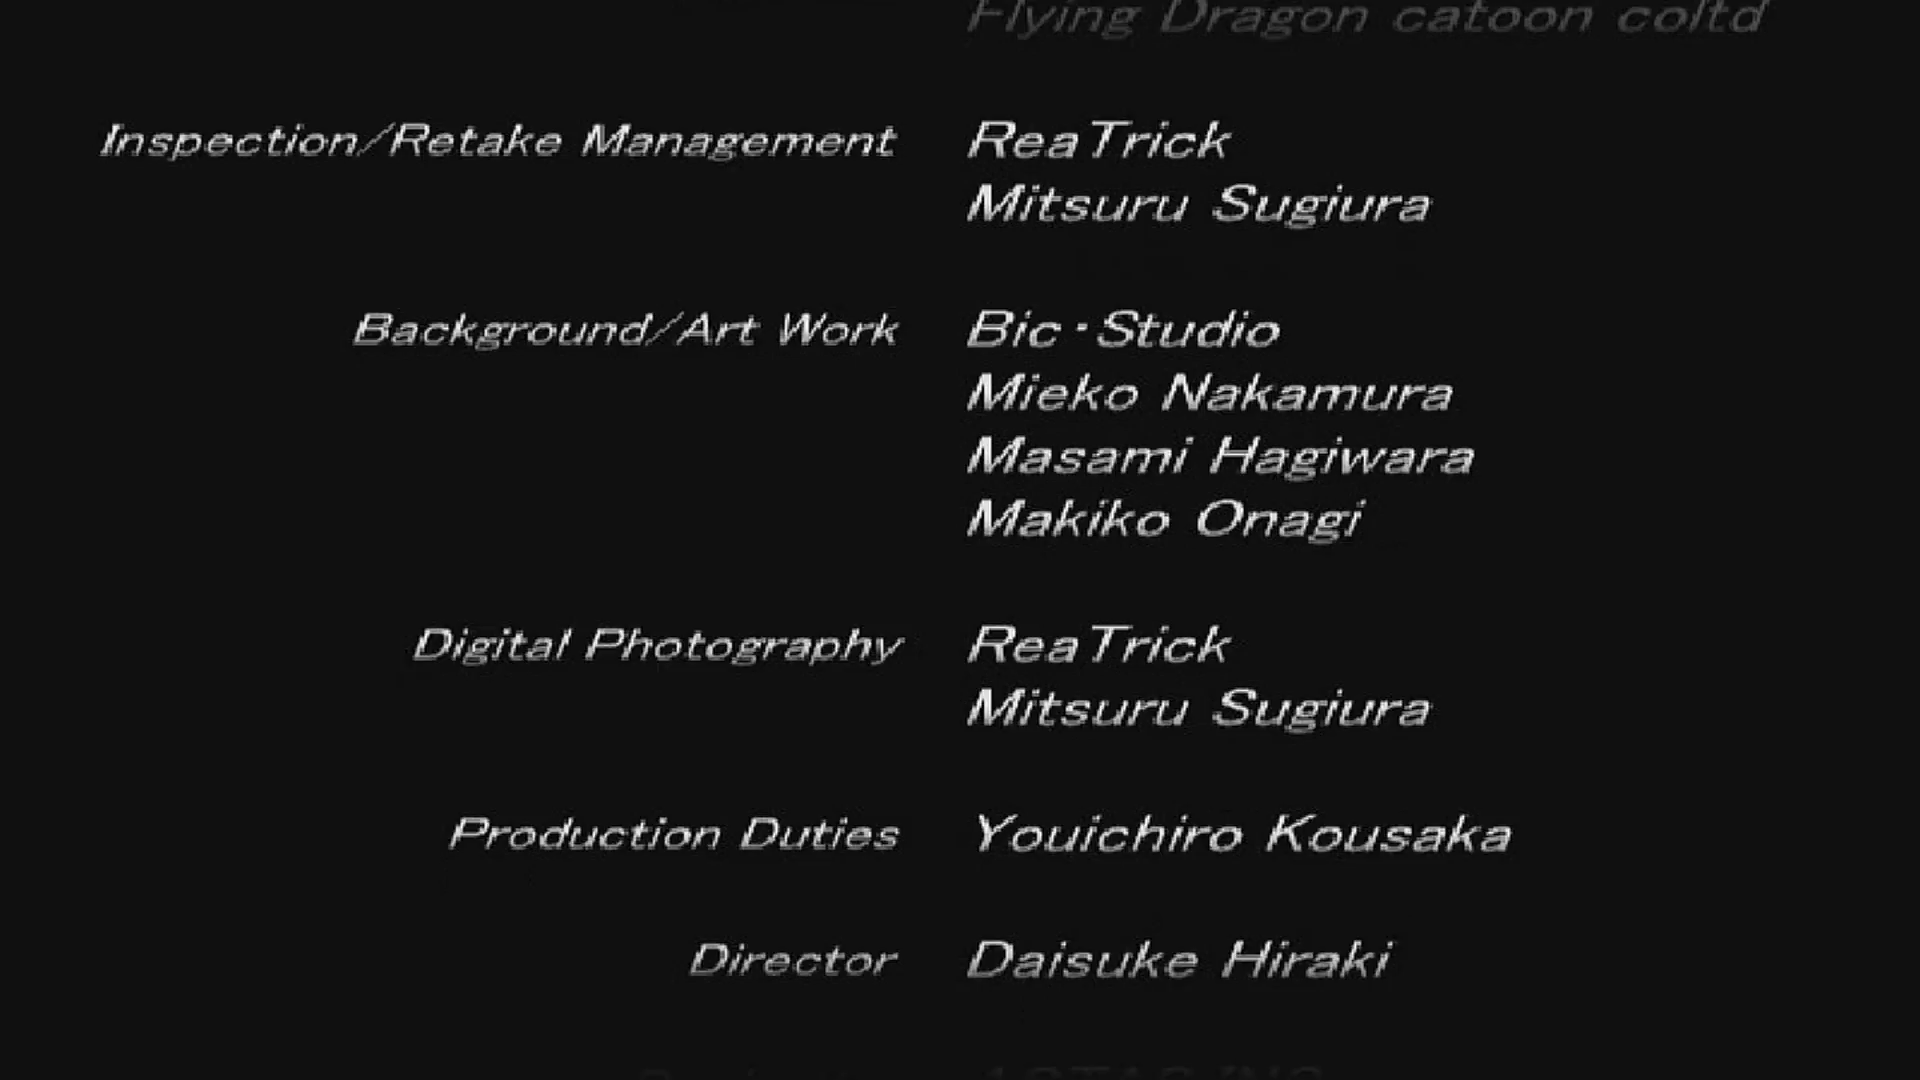 Flying Dragon catoon coltd
Inspection/Retake Management ReaTrick
Mitsuru Sugiura
Background/Art Work Bic・Studio
Mieko Nakamura
Masami Hagiwara
Makiko Onagi
Digital Photography ReaTrick
Mitsuru Sugiura
Production Duties Youichiro Kousaka
Director Daisuke Hiraki